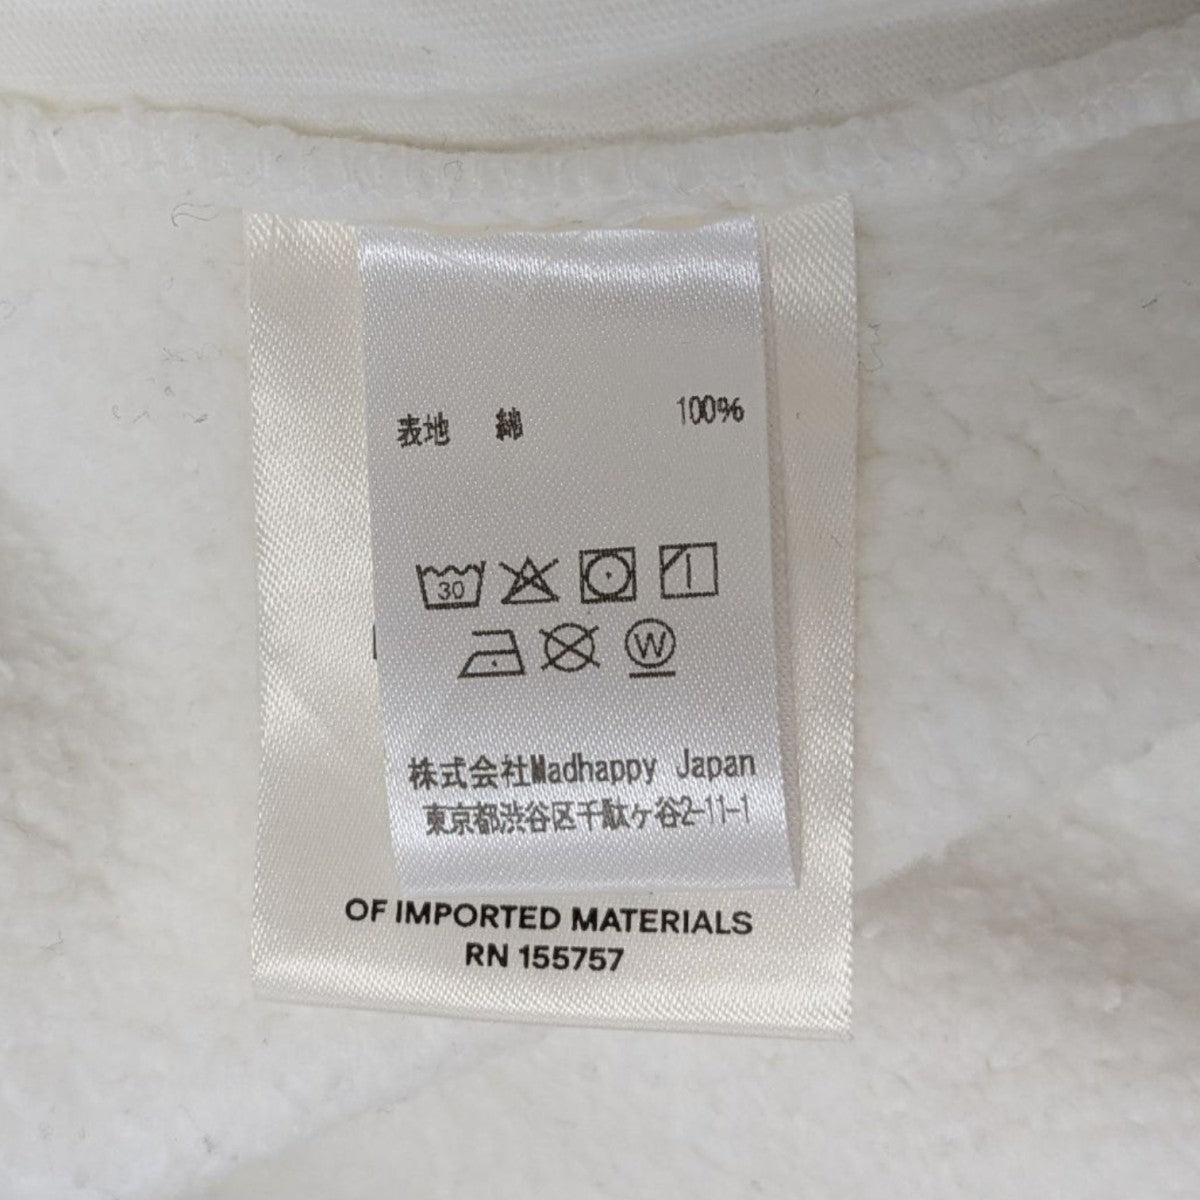 表地 綿 100%
30
W
株式会社Madhappy Japan
東京都渋谷区千駄ヶ谷2-11-1
OF IMPORTED MATERIALS
RN 155757